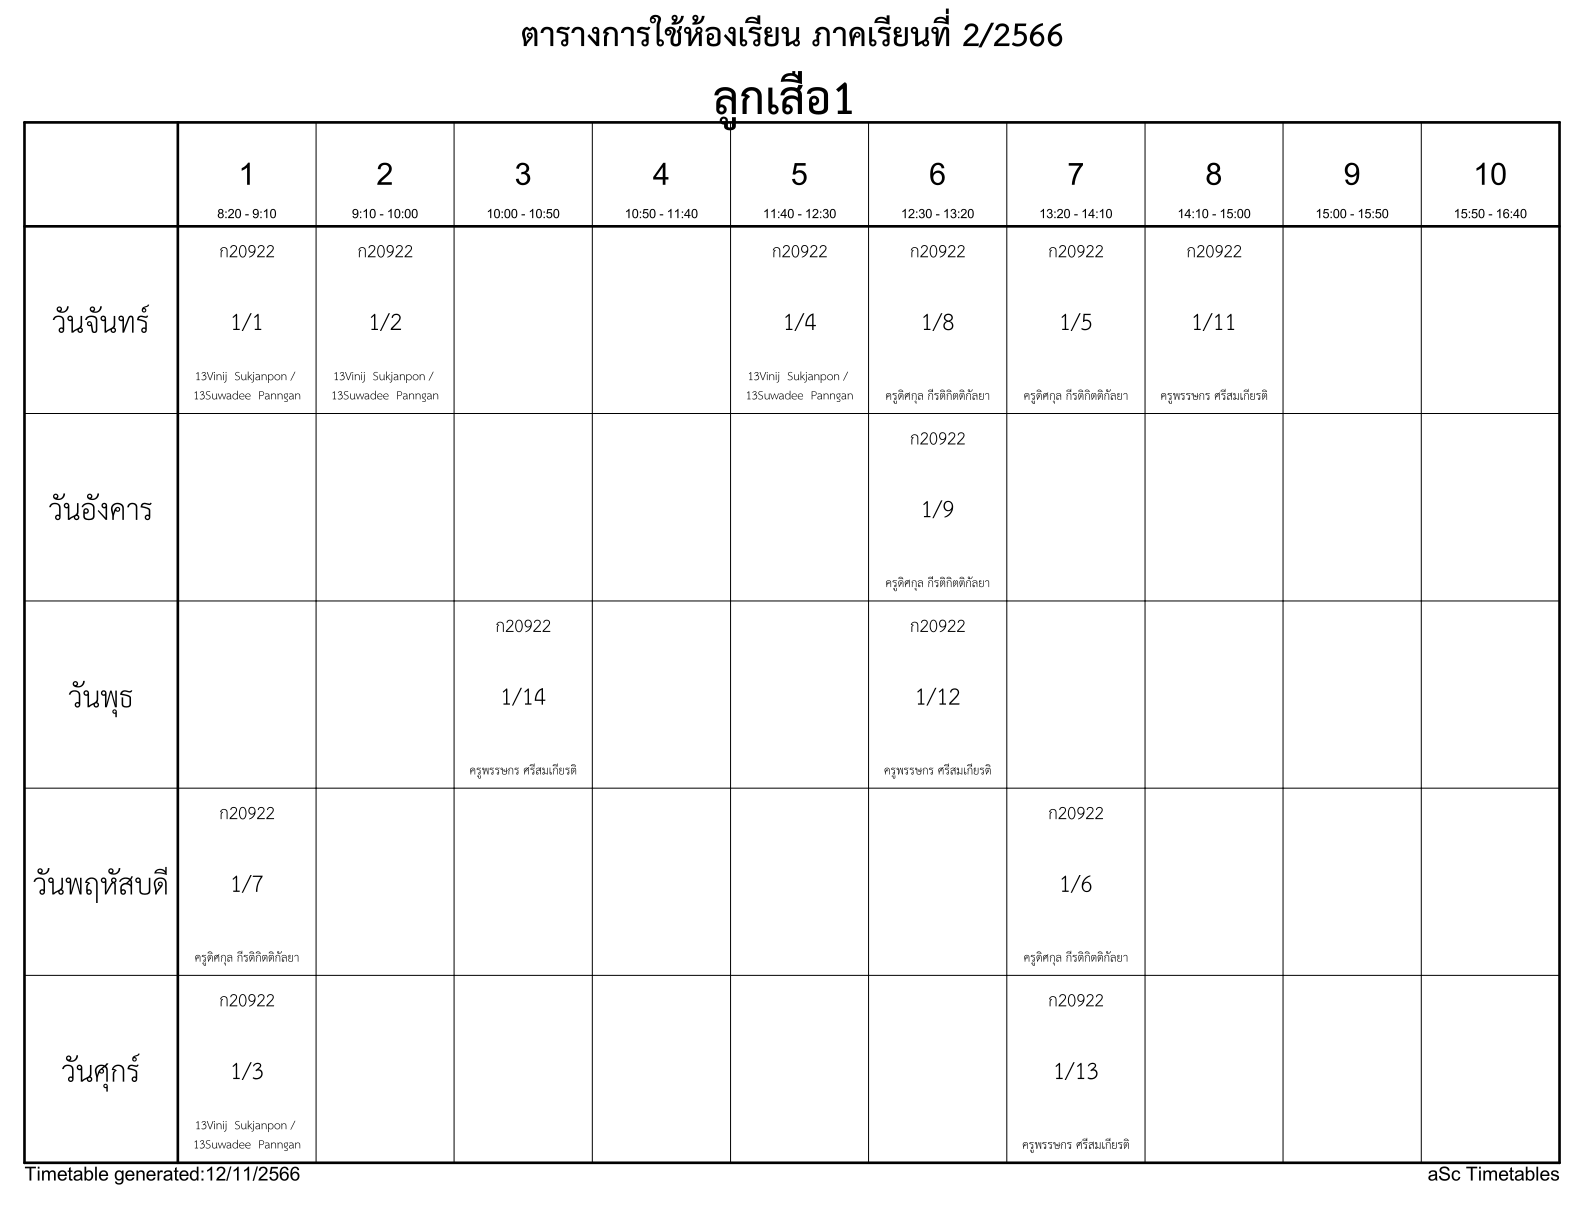 ตารางการใช้ห้องเรียน ภาคเรียนที่ 2/2566
ลูกเสือ1
1 2 3 4 5 6 7 8 9 10
8:20 - 9:10 9:10 - 10:00 10:00 - 10:50 10:50 - 11:40 11:40 - 12:30 12:30 - 13:20 13:20 - 14:10 14:10 - 15:00 15:00 - 15:50 15:50 - 16:40
ก20922 ก20922 ก20922 ก20922 ก20922 ก20922
วันจันทร์ 1/1 1/2 1/4 1/8 1/5 1/11
13Vinij Sukjanpon / 13Vinij Sukjanpon / 13Vinij Sukjanpon /
13Suwadee Panngan 13Suwadee Panngan 13Suwadee Panngan ครูดิศกุล กีรติกิตติกัลยา ครูดิศกุล กีรติกิตติกัลยา ครูพรรษกร ศรีสมเกียรติ
ก20922
วันอังคาร 1/9
ครูดิศกุล กีรติกิตติกัลยา
ก20922 ก20922
วันพุธ 1/14 1/12
ครูพรรษกร ศรีสมเกียรติ ครูพรรษกร ศรีสมเกียรติ
ก20922 ก20922
วันพฤหัสบดี 1/7 1/6
ครูดิศกุล กีรติกิตติกัลยา ครูดิศกุล กีรติกิตติกัลยา
ก20922 ก20922
วันศุกร์ 1/3 1/13
13Vinij Sukjanpon /
13Suwadee Panngan ครูพรรษกร ศรีสมเกียรติ
Timetable generated:12/11/2566 aSc Timetables